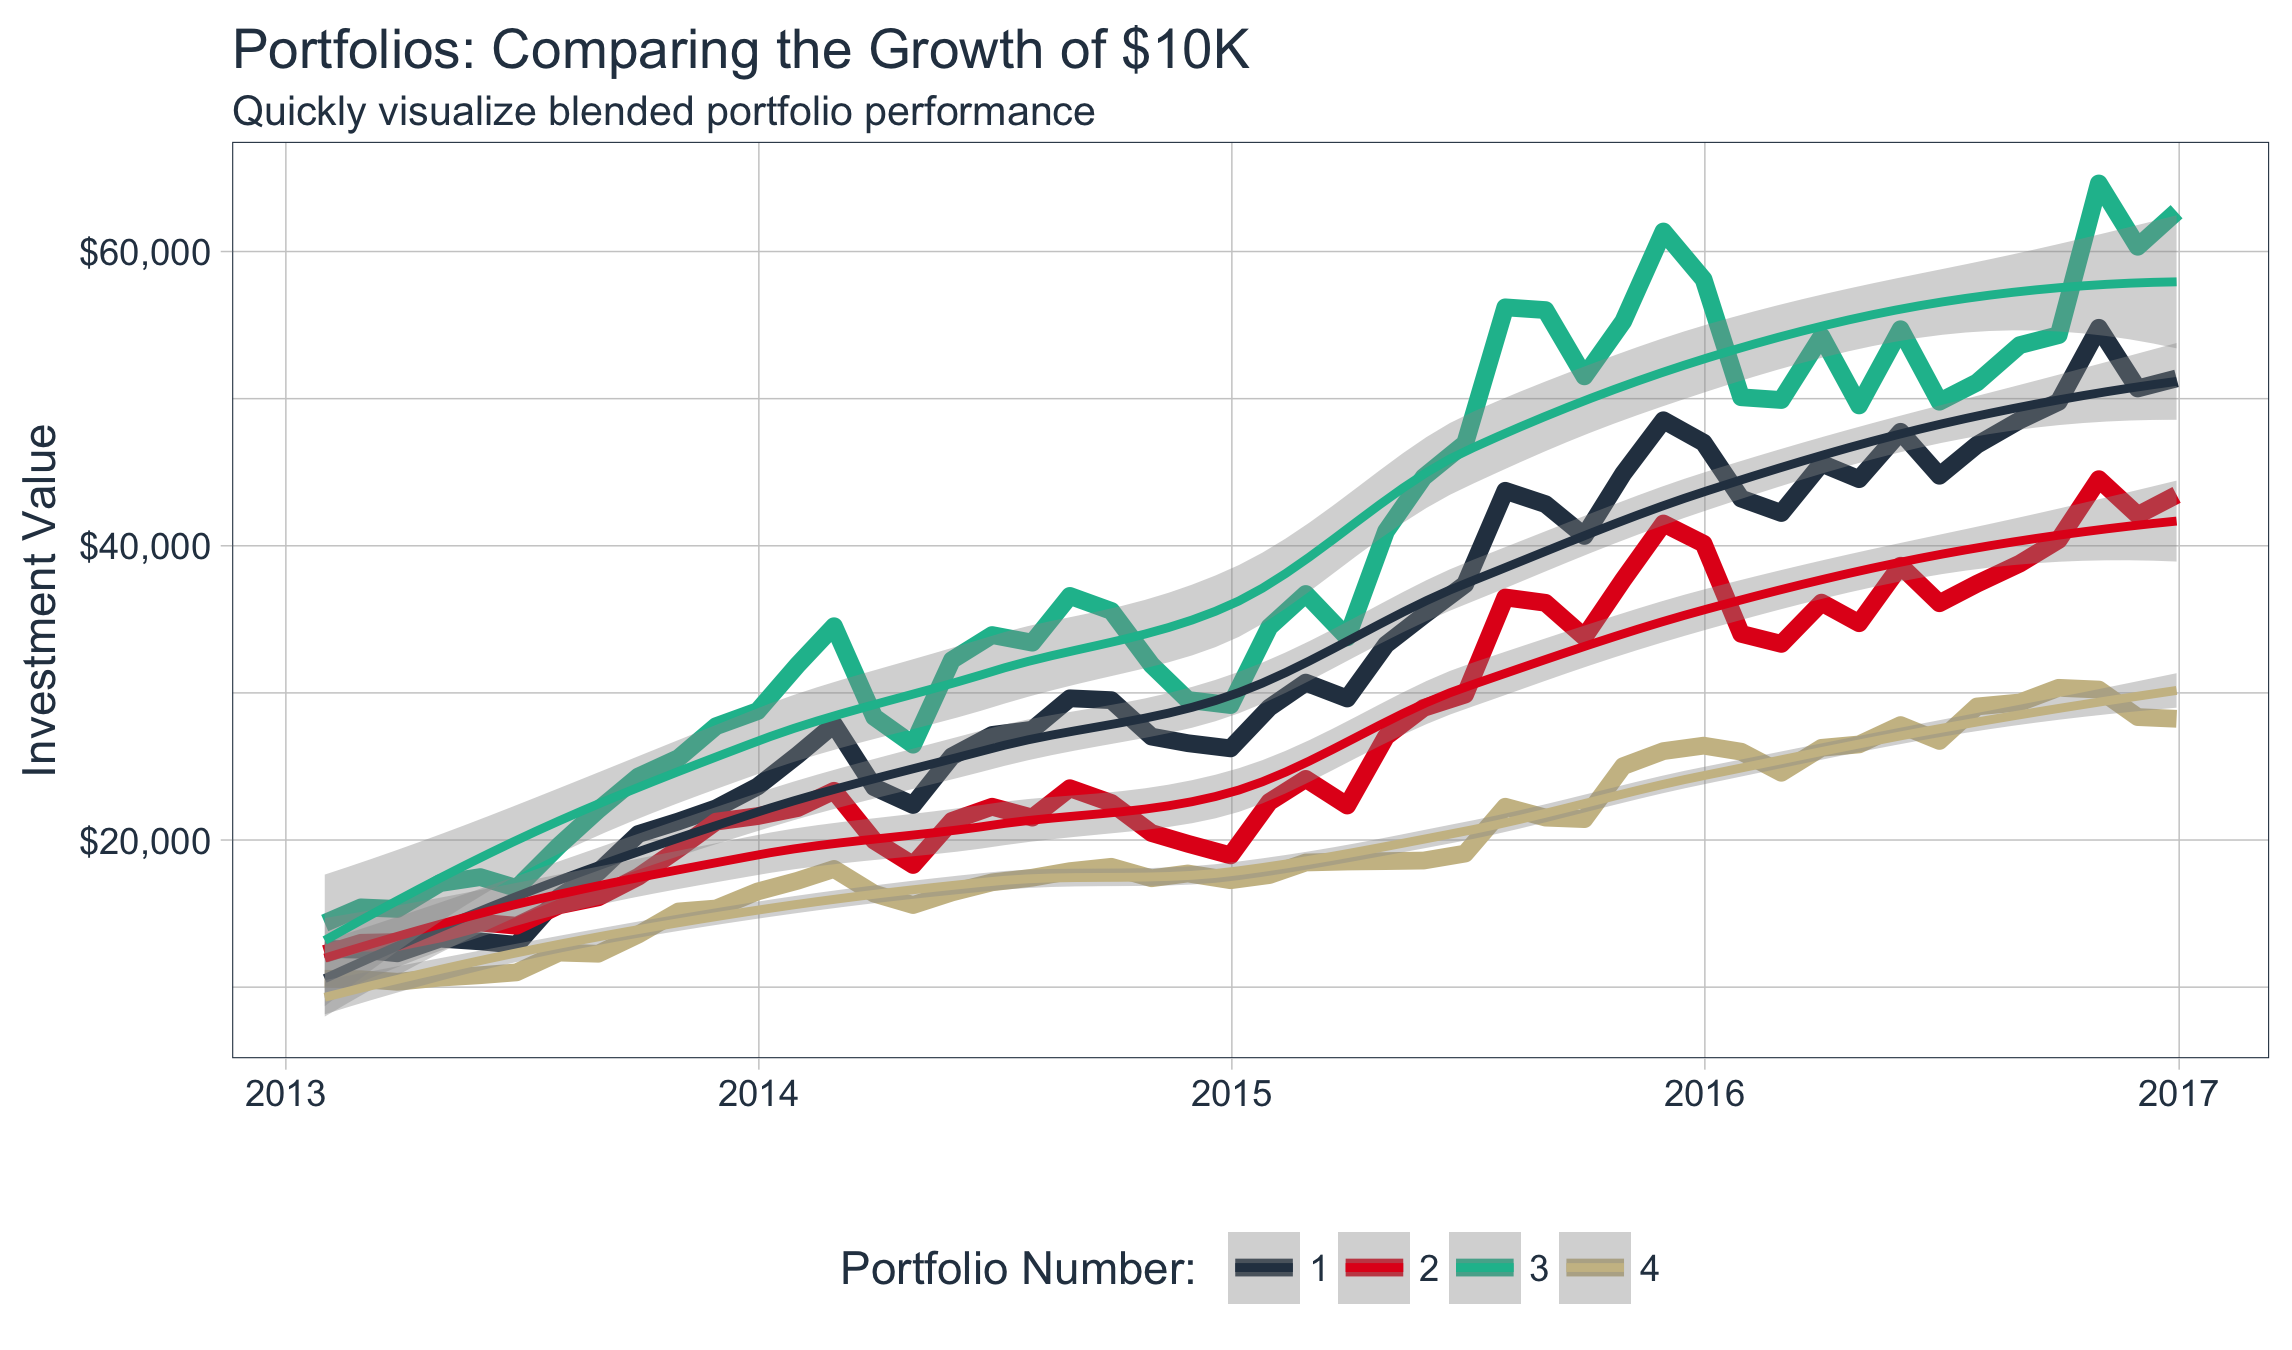 Portfolios: Comparing the Growth of $10K
Quickly visualize blended portfolio performance
Investment Value
$60,000
$40,000
$20,000
2013 2014 2015 2016 2017
Portfolio Number: 1 2 3 4